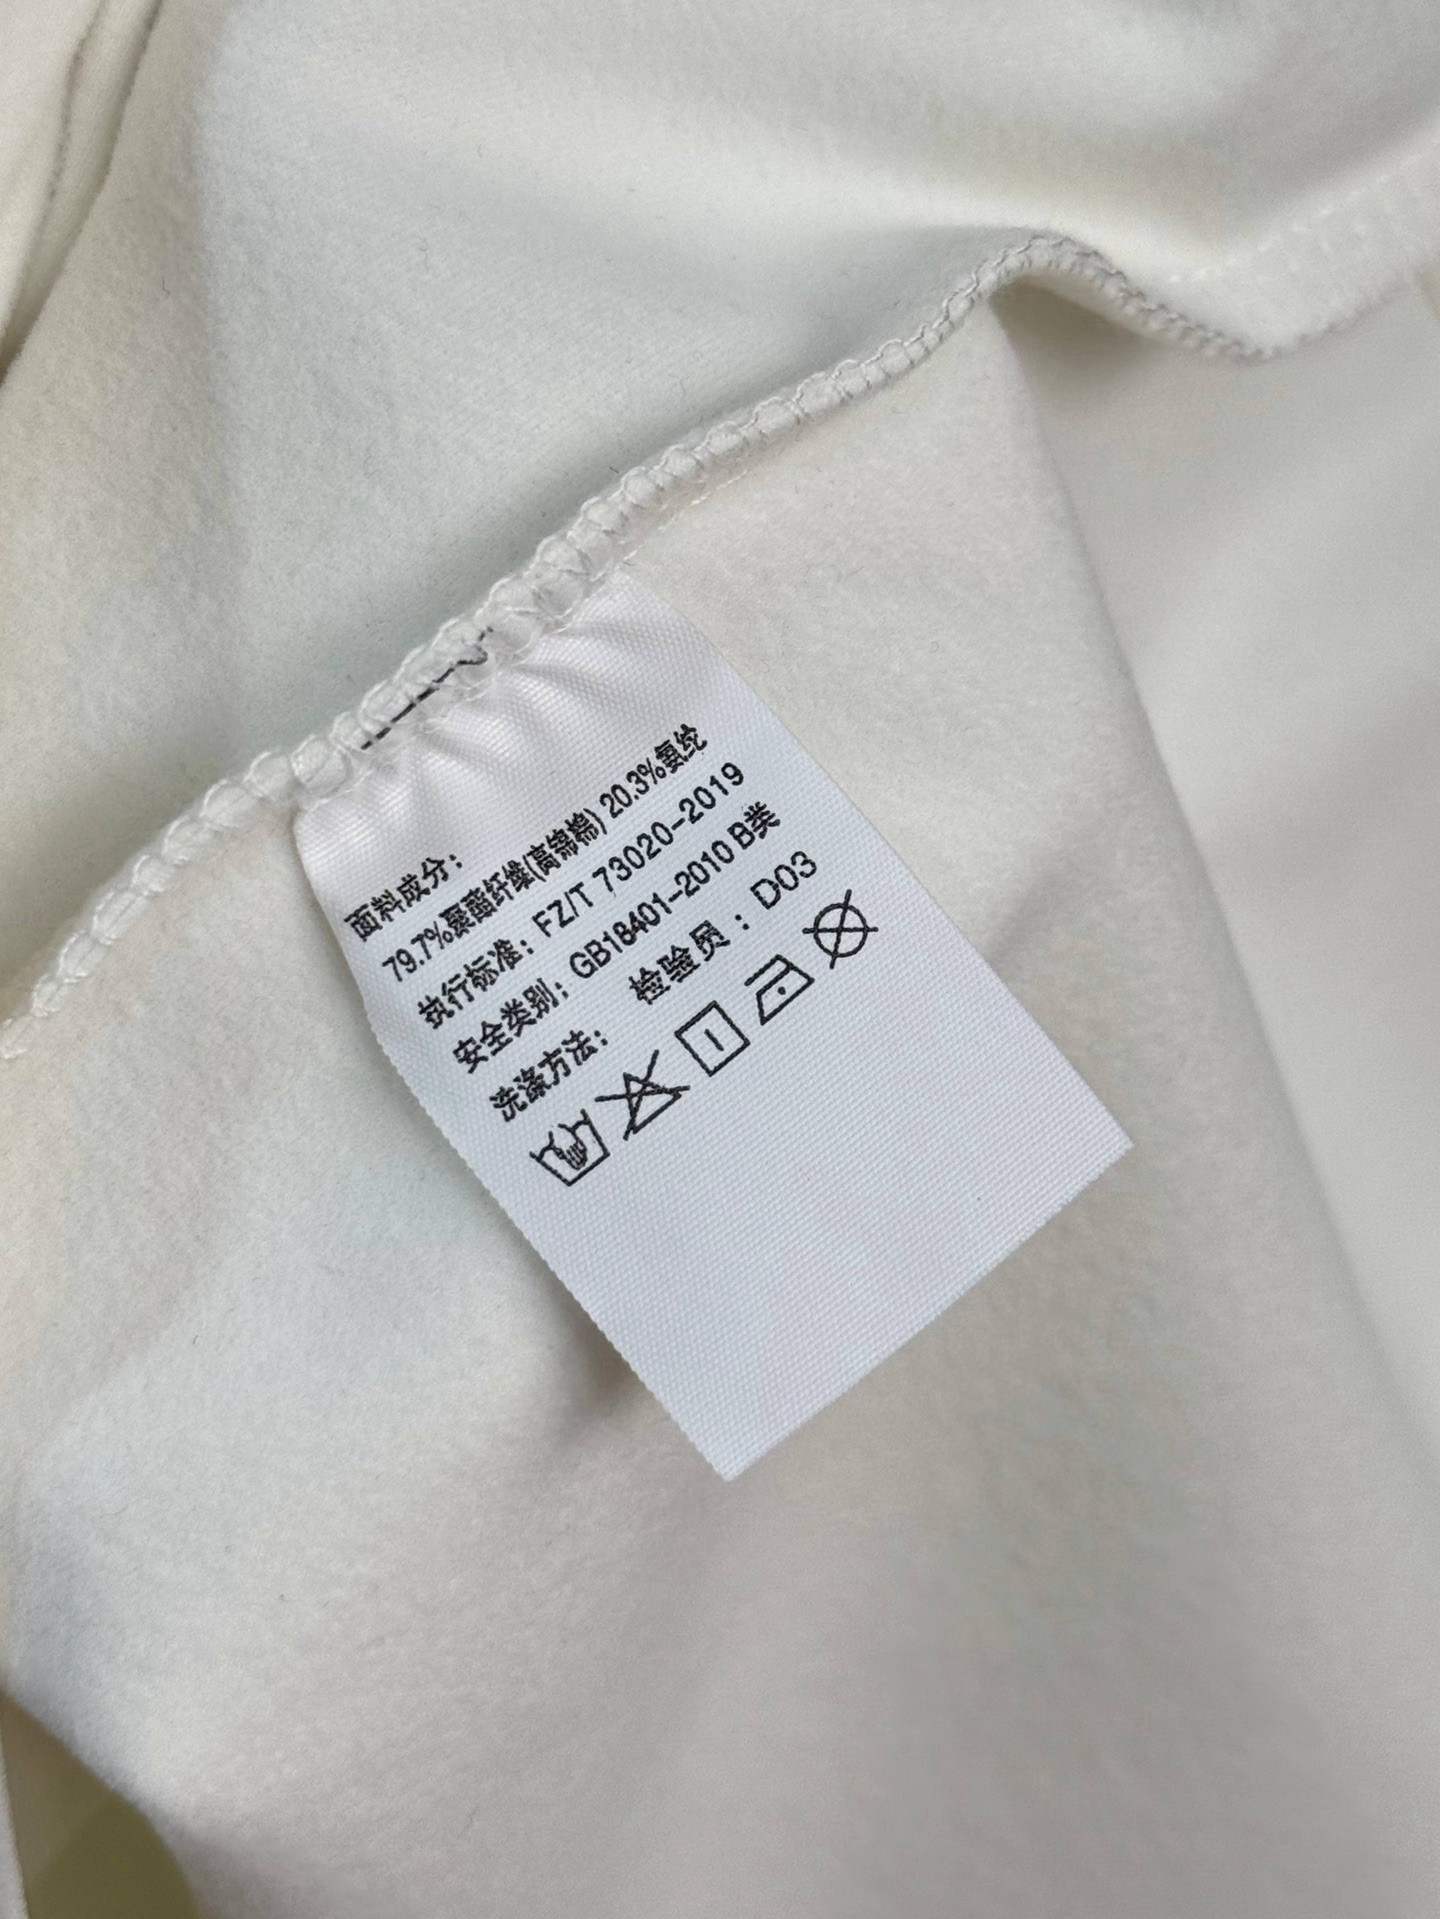 面料成分：
79.7%聚酯纤维(高锦棉) 20.3%氨纶
执行标准：FZ/T 73020-2019
安全类别：GB18401-2010 B类
检验员：D03
洗涤方法：